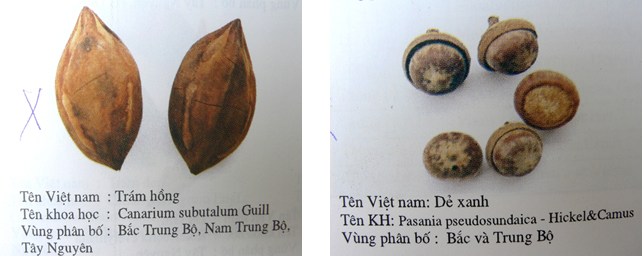 Tên Việt nam : Trám hồng
Tên khoa học : Canarium subutalum Guill
Vùng phân bố : Bắc Trung Bộ, Nam Trung Bộ,
Tây Nguyên
Tên Việt nam: Dẻ xanh
Tên KH: Pasania pseudosundaica - Hickel&Camus
Vùng phân bố : Bắc và Trung Bộ